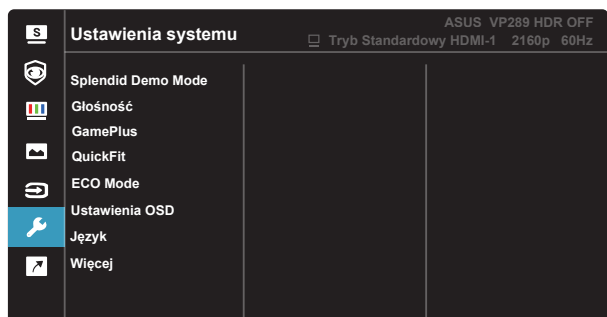 S
Ustawienia systemu
ASUS VP289 HDR OFF
Tryb Standardowy HDMI-1 2160p 60Hz
Splendid Demo Mode
Głośność
GamePlus
QuickFit
ECO Mode
Ustawienia OSD
Język
Więcej